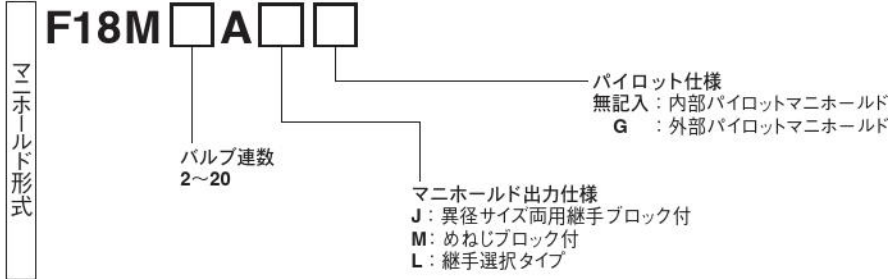 マニホールド形式
F18M□A□□
パイロット仕様
無記入：内部パイロットマニホールド
G ：外部パイロットマニホールド
バルブ連数
2〜20
マニホールド出力仕様
J：異径サイズ両用継手ブロック付
M：めねじブロック付
L：継手選択タイプ